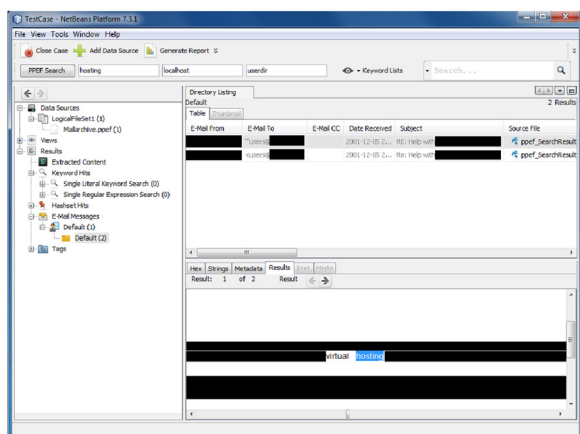 TestCase - NetBeans Platform 7.3.1
File View Tools Window Help
Close Case Add Data Source Generate Report
PPEF Search hosting localhost userdir Keyword Lists Search...
Directory Listing
Default 2 Results
Table Thumbnail
E-Mail From E-Mail To E-Mail CC Date Received Subject Source File
"'users@ 2001-12-05 2... RE: Help with ppef_SearchResult
<users@ 2001-12-05 2... Re: Help with ppef_SearchResult
Data Sources
LogicalFileSet1 (1)
Mailarchive.ppef (1)
Views
Results
Extracted Content
Keyword Hits
Single Literal Keyword Search (0)
Single Regular Expression Search (0)
Hashset Hits
E-Mail Messages
Default (1)
Default (2)
Tags
Hex Strings Metadata Results Text Media
Result: 1 of 2 Result
virtual hosting